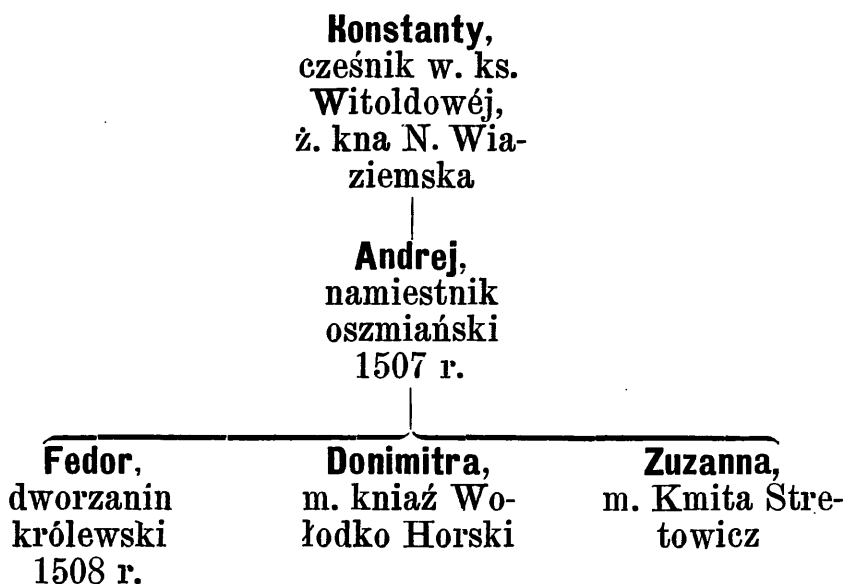 Konstanty,
cześnik w. ks.
Witoldowéj,
ż. kna N. Wia-
ziemska
Andrej,
namiestnik
oszmiański
1507 r.
Fedor,
dworzanin
królewski
1508 r.
Donimitra,
m. kniaź Wo-
łodko Horski
Zuzanna,
m. Kmita Stre-
towicz